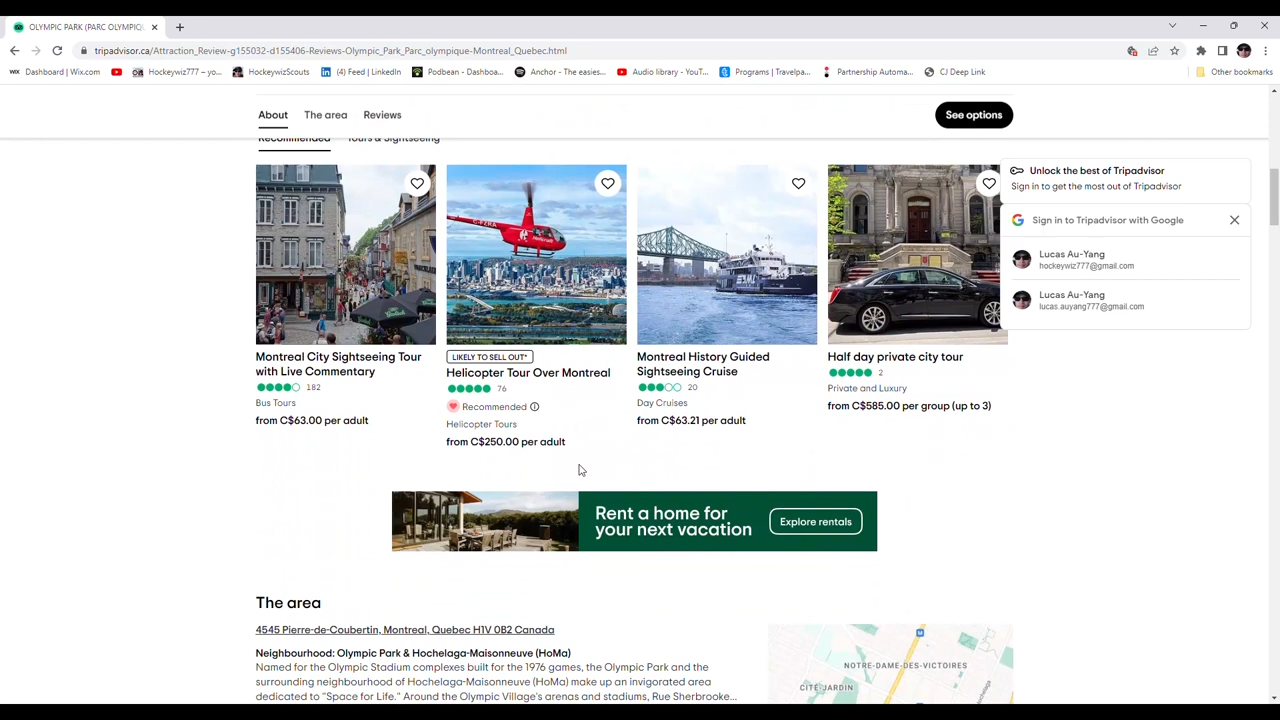 OLYMPIC PARK (PARC OLYMPIQ
tripadvisor.ca/Attraction_Review-g155032-d155406-Reviews-Olympic_Park_Parc_olympique-Montreal_Quebec.html
WIX Dashboard | Wix.com
Hockeywiz777 – yo...
HockeywizScouts
(4) Feed | LinkedIn
Podbean - Dashboa...
Anchor - The easies...
Audio library - YouT...
Programs | Travelpa...
Partnership Automa...
CJ Deep Link
Other bookmarks
About
The area
Reviews
See options
Recommended
Tours & Sightseeing
Unlock the best of Tripadvisor
Sign in to get the most out of Tripadvisor
Sign in to Tripadvisor with Google
Lucas Au-Yang
hockeywiz777@gmail.com
Lucas Au-Yang
lucas.auyang777@gmail.com
Montreal City Sightseeing Tour
with Live Commentary
182
Bus Tours
from C$63.00 per adult
LIKELY TO SELL OUT*
Helicopter Tour Over Montreal
76
Recommended
Helicopter Tours
from C$250.00 per adult
Montreal History Guided
Sightseeing Cruise
20
Day Cruises
from C$63.21 per adult
Half day private city tour
2
Private and Luxury
from C$585.00 per group (up to 3)
Rent a home for
your next vacation
Explore rentals
The area
4545 Pierre-de-Coubertin, Montreal, Quebec H1V 0B2 Canada
Neighbourhood: Olympic Park & Hochelaga-Maisonneuve (HoMa)
Named for the Olympic Stadium complexes built for the 1976 games, the Olympic Park and the
surrounding neighbourhood of Hochelaga-Maisonneuve (HoMa) make up an invigorated area
dedicated to "Space for Life." Around the Olympic Village's arenas and stadiums, Rue Sherbrooke...
NOTRE-DAME-DES-VICTOIRES
CITÉ-JARDIN